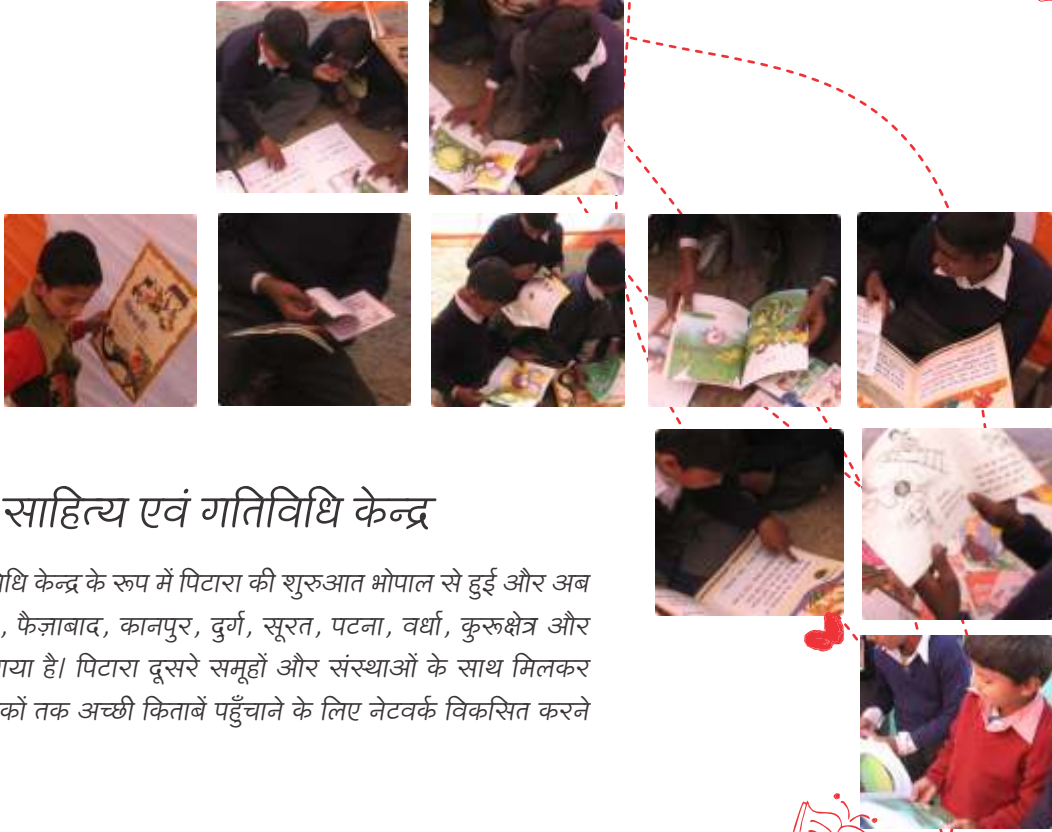 साहित्य एवं गतिविधि केन्द्र
केन्द्र के रूप में पिटारा की शुरुआत भोपाल से हुई और अब
, फैज़ाबाद, कानपुर, दुर्ग, सूरत, पटना, वर्धा, कुरूक्षेत्र और
है। पिटारा दूसरे समूहों और संस्थाओं के साथ मिलकर
तक अच्छी किताबें पहुँचाने के लिए नेटवर्क विकसित करने